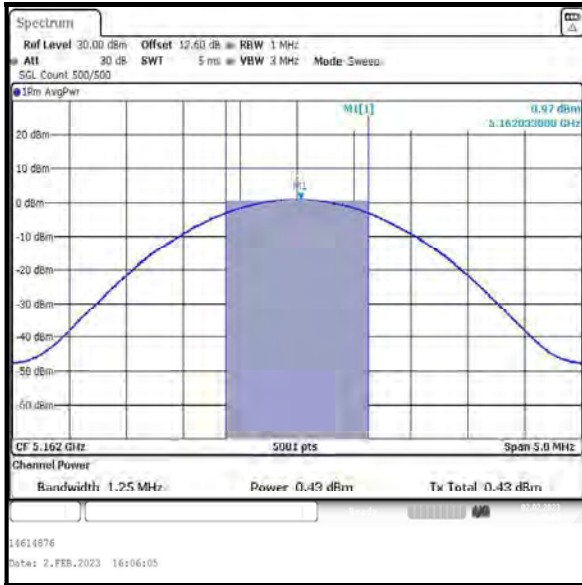 Spectrum
Ref Level 30.00 dBm Offset 12.60 dB RBW 1 MHz
Att 30 dB SWT 5 ms VBW 3 MHz Mode Sweep
SGL Count 500/500
1Rm AvgPwr
M1[1] 0.97 dBm
5.162033000 GHz
20 dBm
10 dBm
M1
0 dBm
-10 dBm
-20 dBm
-30 dBm
-40 dBm
-50 dBm
-60 dBm
CF 5.162 GHz 5001 pts Span 5.0 MHz
Channel Power
Bandwidth 1.25 MHz Power 0.43 dBm Tx Total 0.43 dBm
14614876
Date: 2.FEB.2023 16:06:05